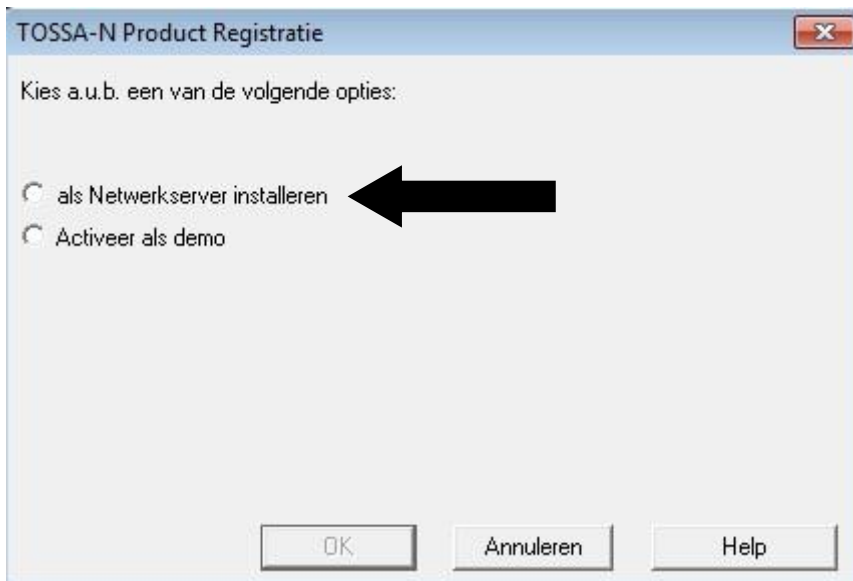 TOSSA-N Product Registratie
Kies a.u.b. een van de volgende opties:
als Netwerkserver installeren
Activeer als demo
OK
Annuleren
Help